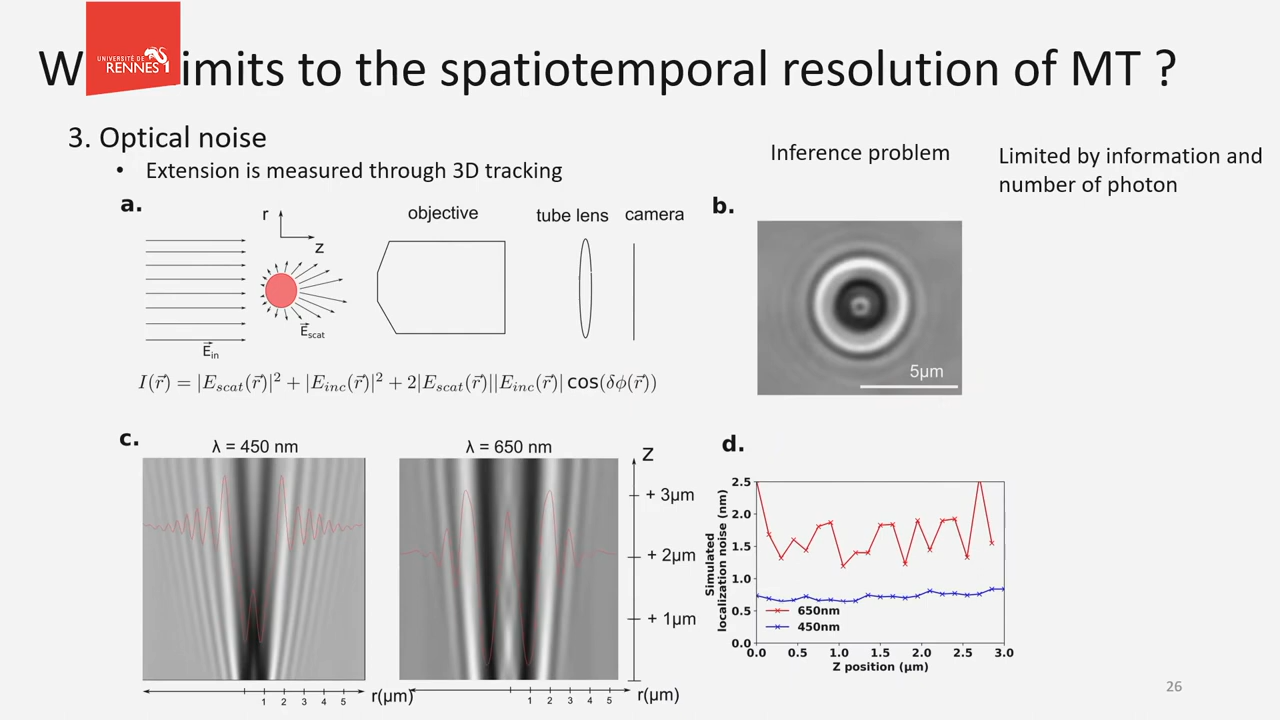 W imits to the spatiotemporal resolution of MT ?
UNIVERSITÉ DE
RENNES 1
3. Optical noise
• Extension is measured through 3D tracking
Inference problem
Limited by information and
number of photon
a.
r
z
objective
tube lens
camera
E_in
E_scat
I(r⃗) = |E_scat(r⃗)|² + |E_inc(r⃗)|² + 2|E_scat(r⃗)||E_inc(r⃗)| cos(δϕ(r⃗))
b.
5µm
c.
λ = 450 nm
λ = 650 nm
z
+ 3µm
+ 2µm
+ 1µm
1 2 3 4 5 r(µm)
1 2 3 4 5 r(µm)
d.
Simulated
localization noise (nm)
2.5
2.0
1.5
1.0
0.5
0.0
650nm
450nm
0.0 0.5 1.0 1.5 2.0 2.5 3.0
Z position (µm)
26